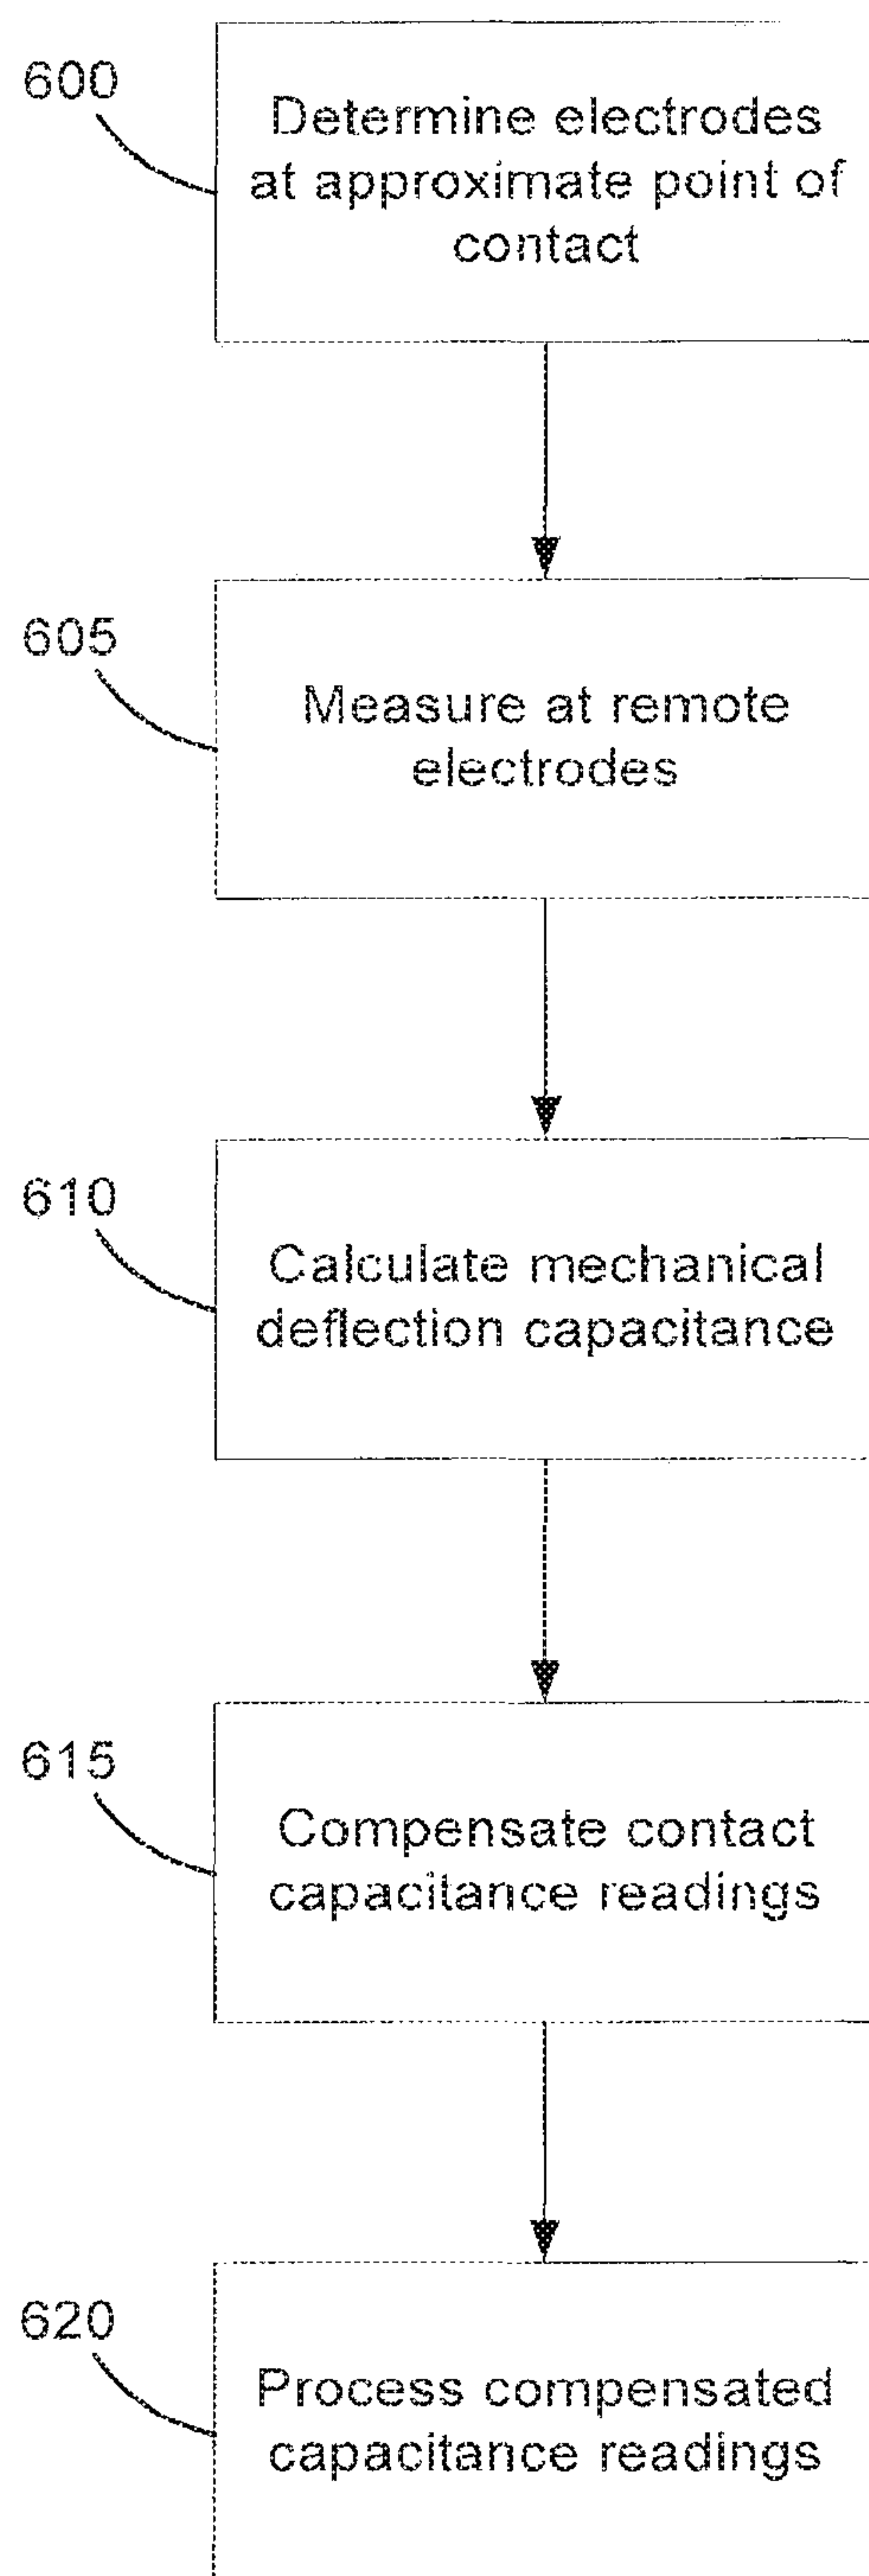 600
Determine electrodes
at approximate point of
contact
605
Measure at remote
electrodes
610
Calculate mechanical
deflection capacitance
615
Compensate contact
capacitance readings
620
Process compensated
capacitance readings